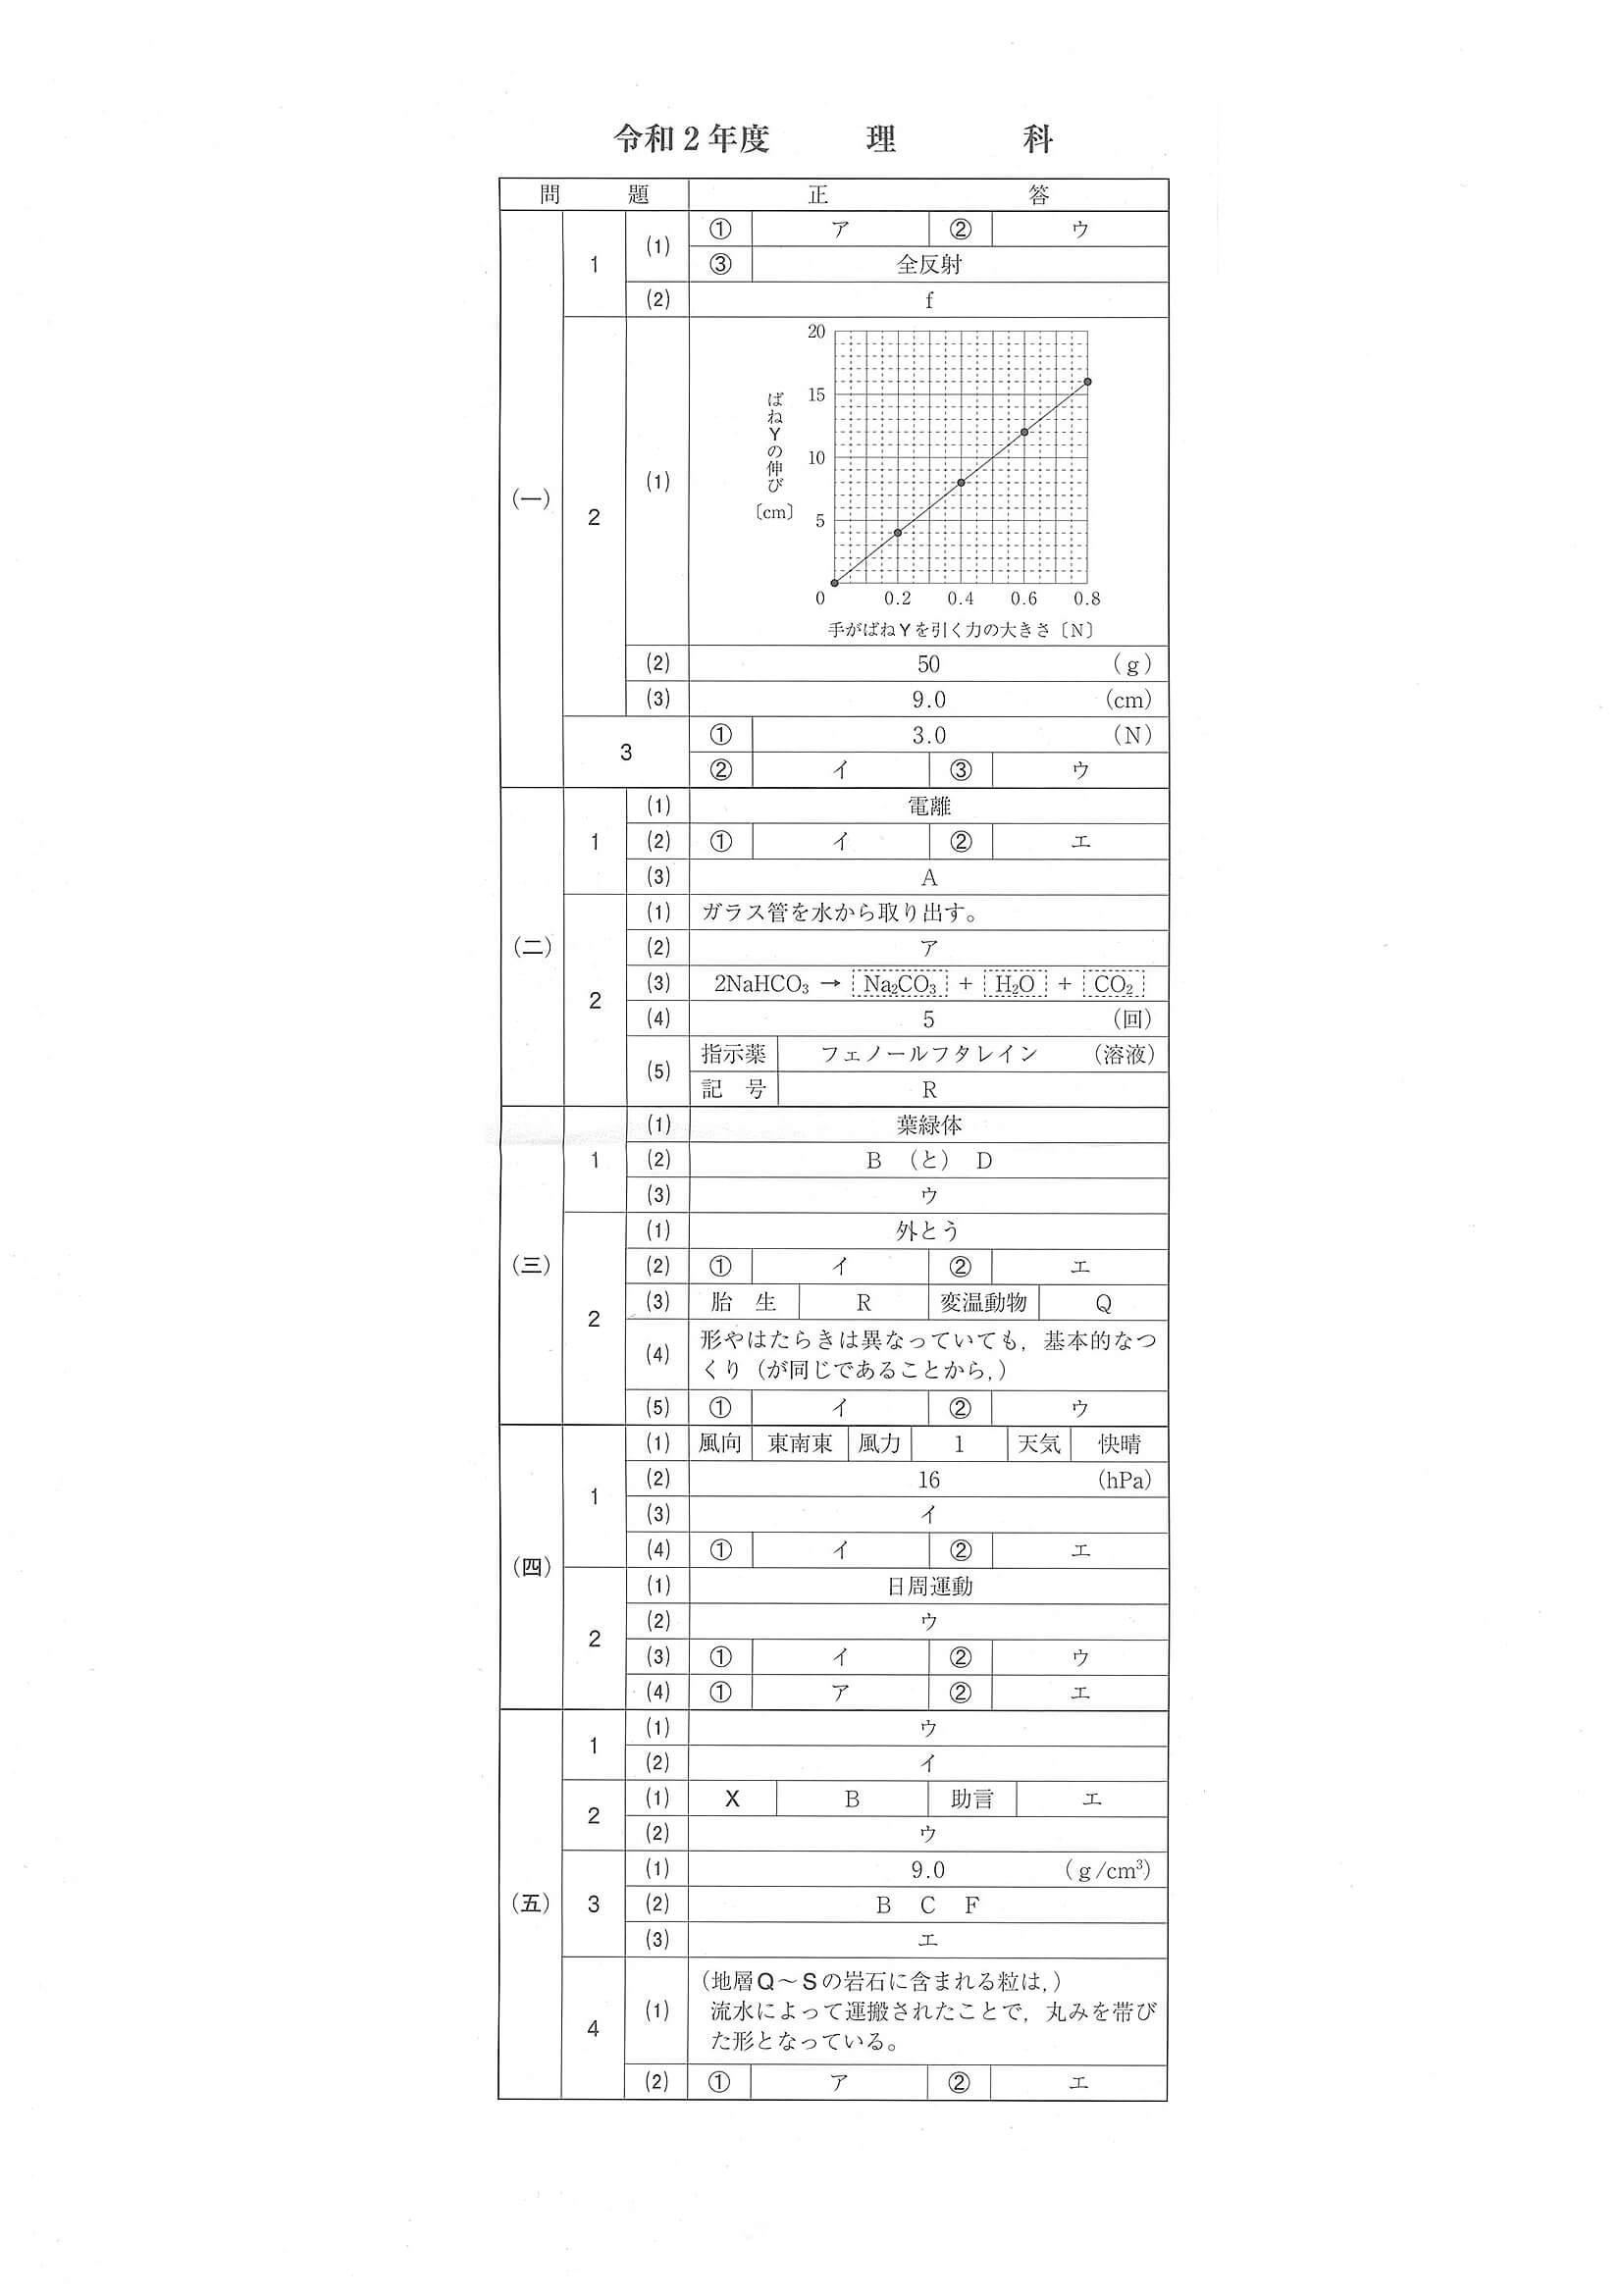 令和2年度 理 科
問 題 正 答
(一) 1 (1) ① ア ② ウ
③ 全反射
(2) f
2 (1) ばねYの伸び〔cm〕
20
15
10
5
0 0.2 0.4 0.6 0.8
手がばねYを引く力の大きさ〔N〕
(2) 50 (g)
(3) 9.0 (cm)
3 ① 3.0 (N)
② イ ③ ウ
(二) 1 (1) 電離
(2) ① イ ② エ
(3) A
2 (1) ガラス管を水から取り出す。
(2) ア
(3) 2NaHCO₃ → Na₂CO₃ + H₂O + CO₂
(4) 5 (回)
(5) 指示薬 フェノールフタレイン (溶液)
記 号 R
(三) 1 (1) 葉緑体
(2) B (と) D
(3) ウ
2 (1) 外とう
(2) ① イ ② エ
(3) 胎 生 R 変温動物 Q
(4) 形やはたらきは異なっていても,基本的なつ
くり(が同じであることから,)
(5) ① イ ② ウ
(四) 1 (1) 風向 東南東 風力 1 天気 快晴
(2) 16 (hPa)
(3) イ
(4) ① イ ② エ
2 (1) 日周運動
(2) ウ
(3) ① イ ② ウ
(4) ① ア ② エ
(五) 1 (1) ウ
(2) イ
2 (1) X B 助言 エ
(2) ウ
3 (1) 9.0 (g/cm³)
(2) B C F
(3) エ
4 (1) (地層Q～Sの岩石に含まれる粒は,)
流水によって運搬されたことで,丸みを帯び
た形となっている。
(2) ① ア ② エ